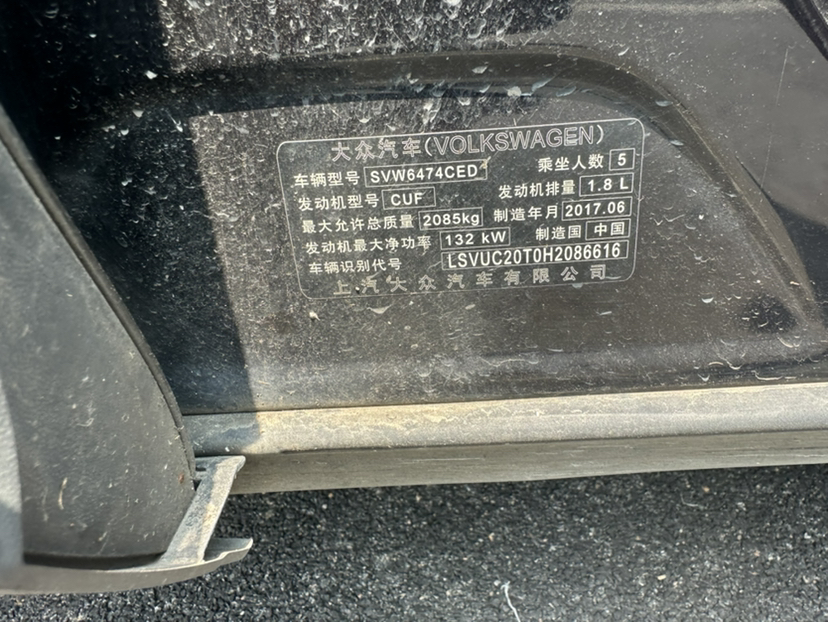 大众汽车(VOLKSWAGEN)
车辆型号 SVW6474CED 乘坐人数 5
发动机型号 CUF 发动机排量 1.8 L
最大允许总质量 2085kg 制造年月 2017.06
发动机最大净功率 132 kW 制造国 中国
车辆识别代号 LSVUC20T0H2086616
上汽大众汽车有限公司